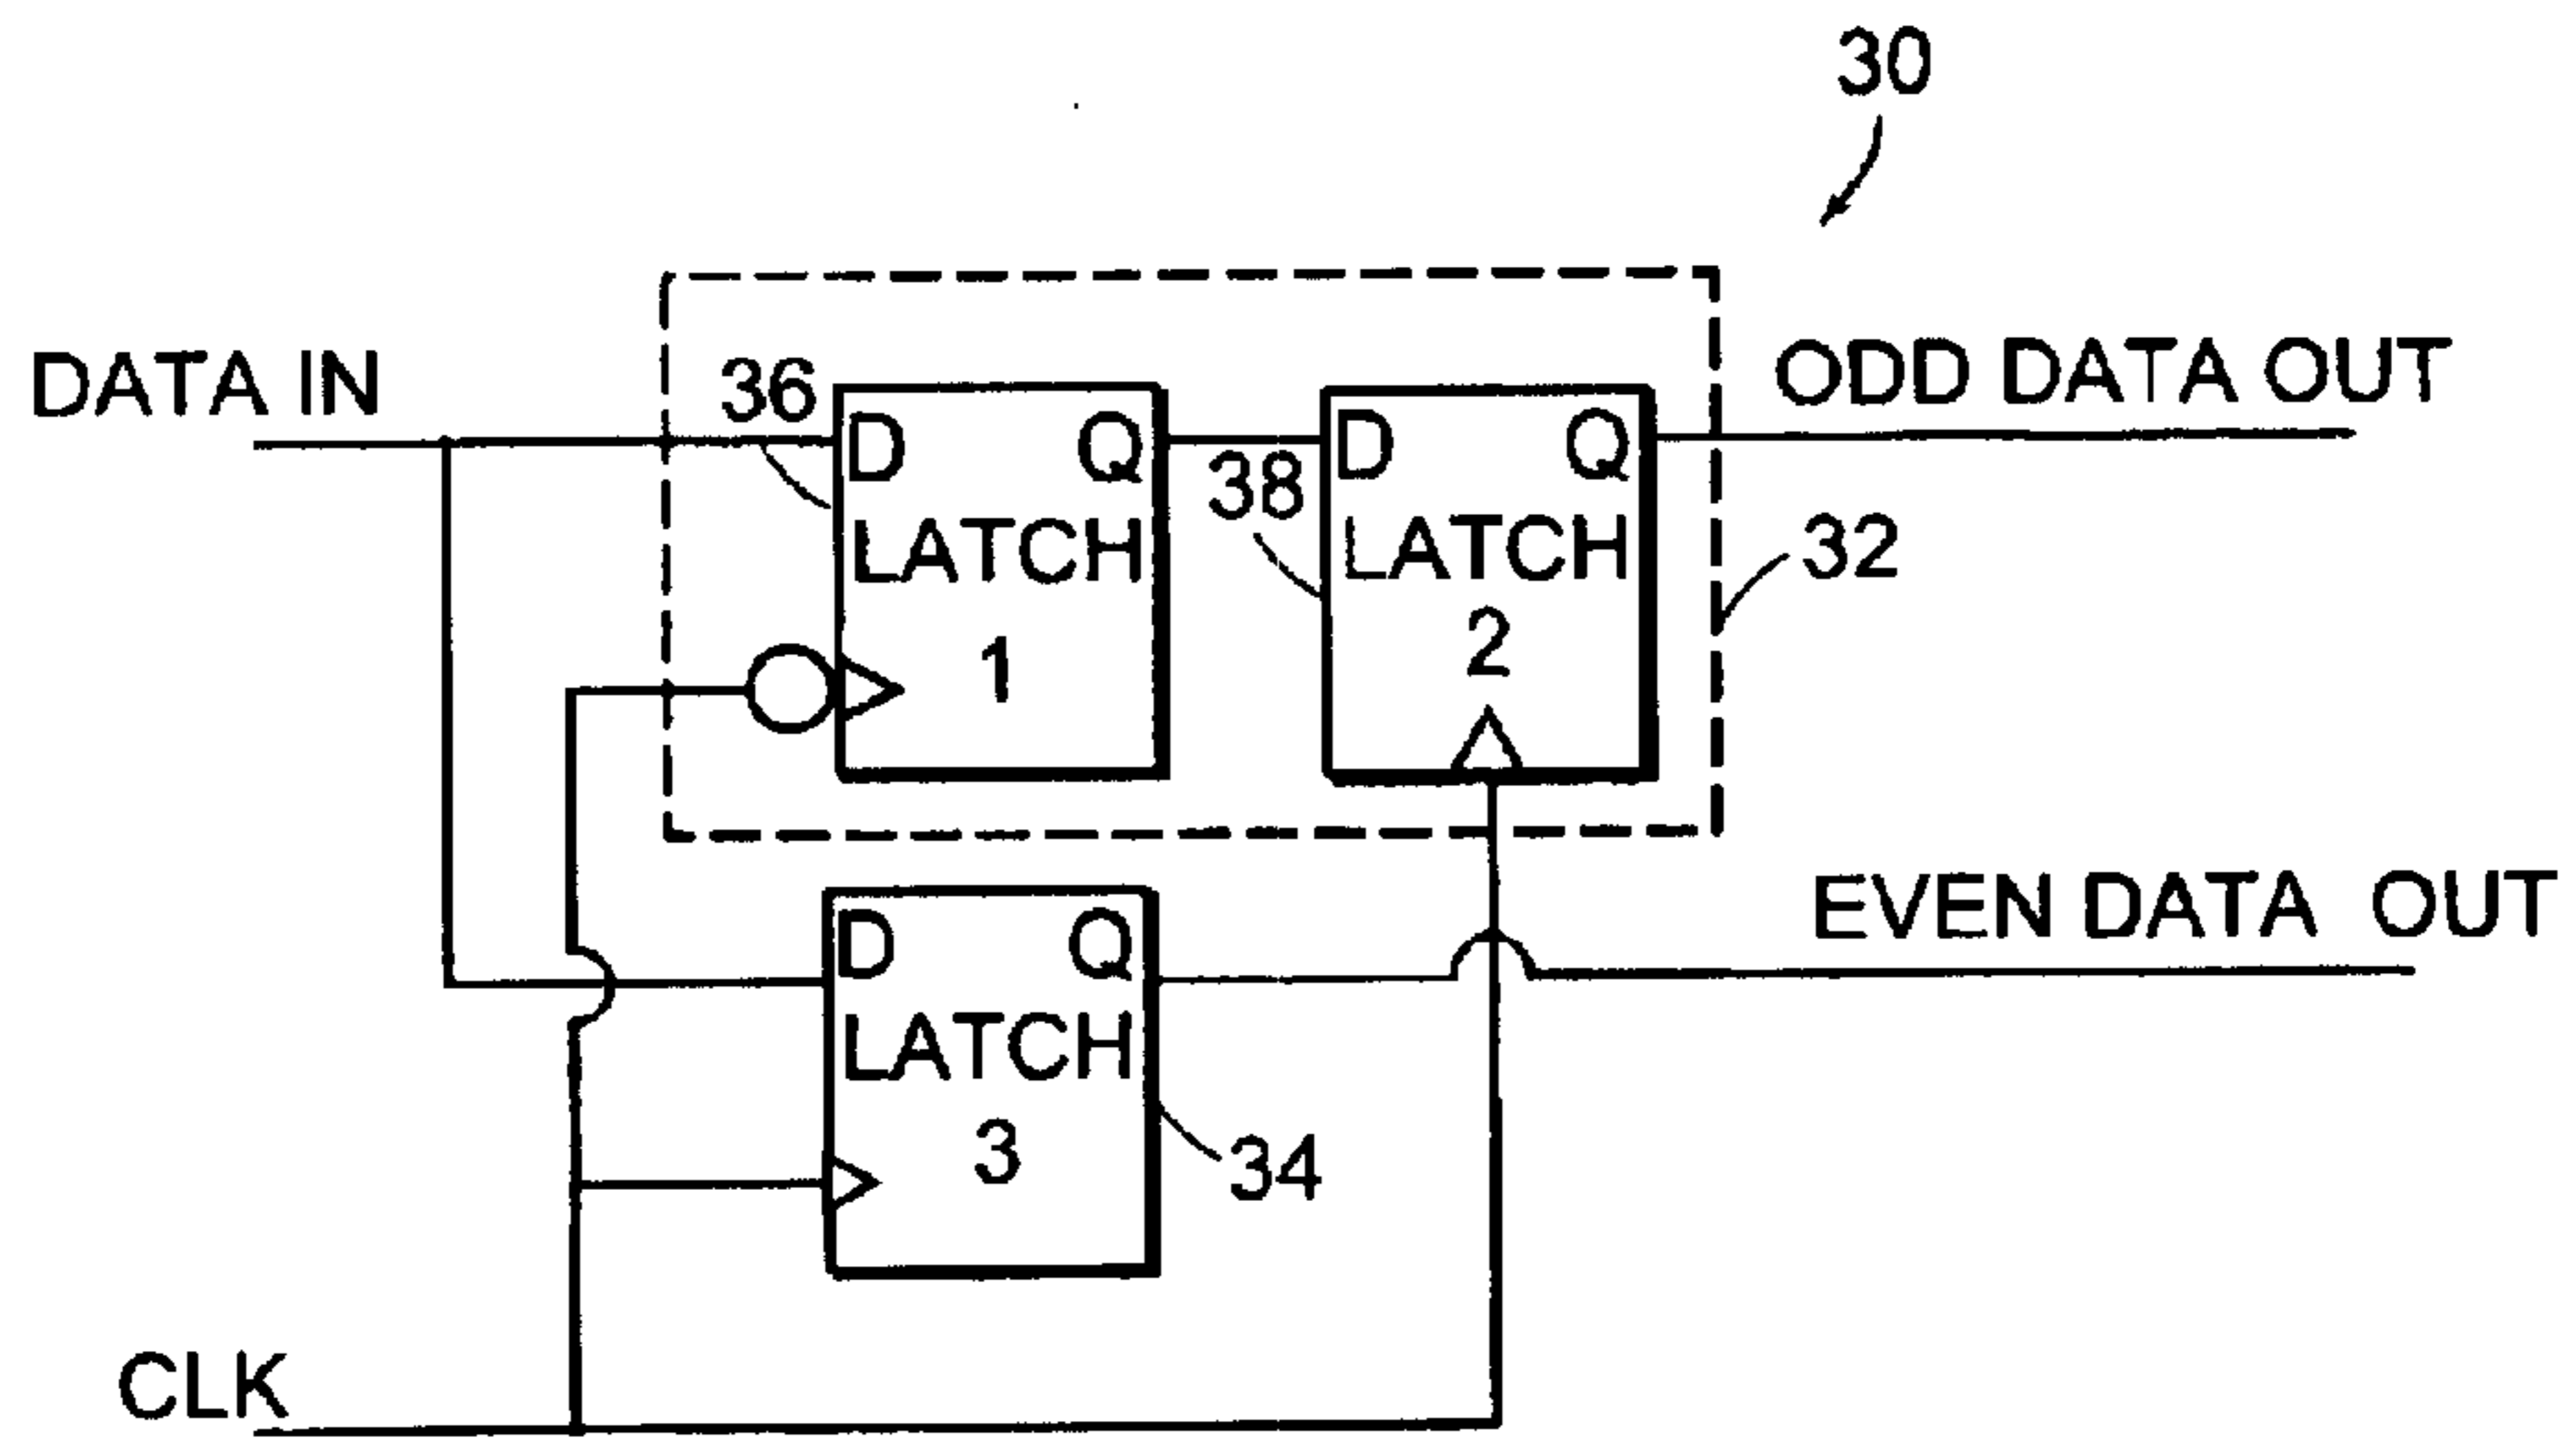 30
DATA IN
36
D
Q
LATCH
1
38
D
Q
LATCH
2
ODD DATA OUT
32
EVEN DATA OUT
D
Q
LATCH
3
34
CLK